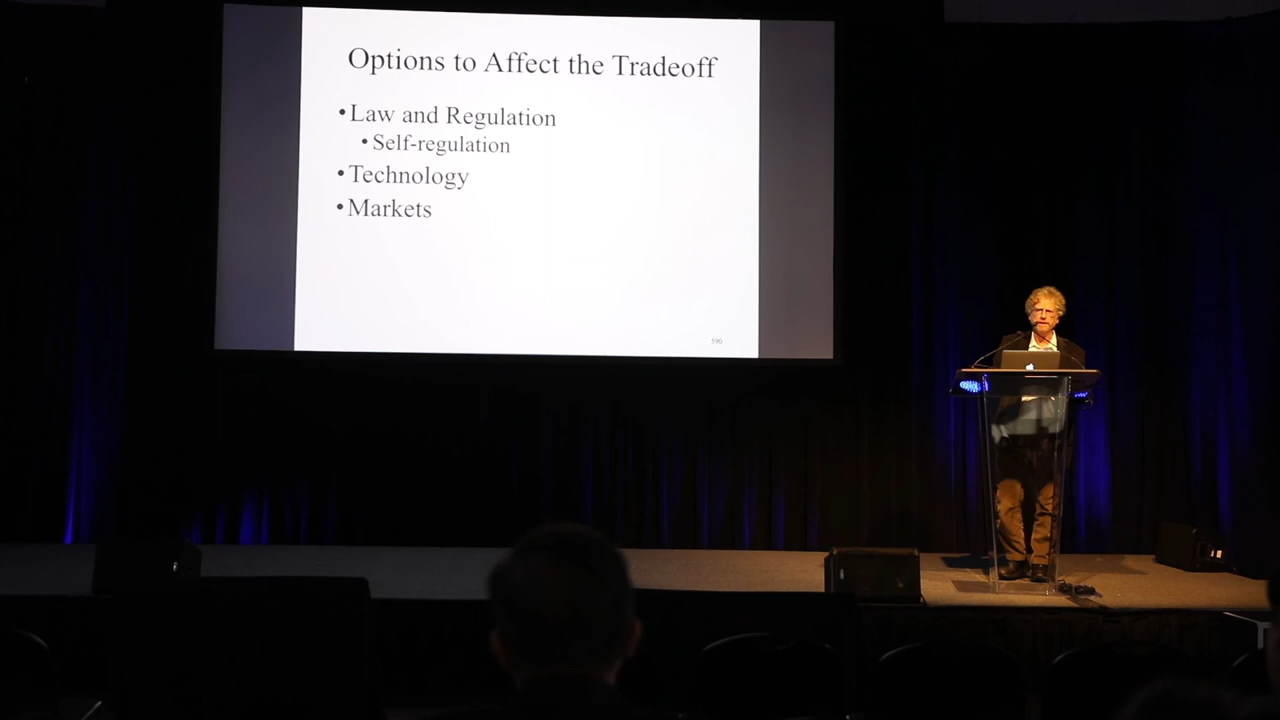 Options to Affect the Tradeoff
•Law and Regulation
•Self-regulation
•Technology
•Markets
590